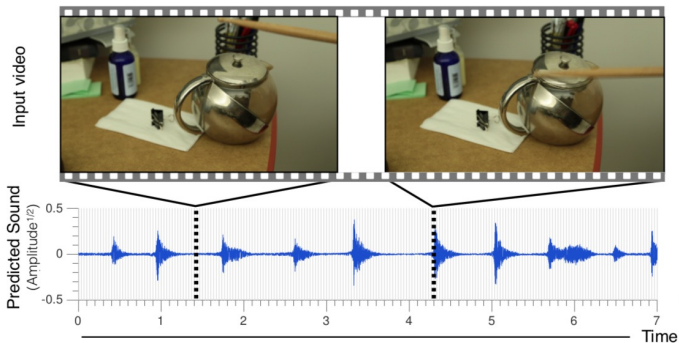 Input video
Predicted Sound
(Amplitude1/2)
0.5
0
-0.5
0 1 2 3 4 5 6 7
Time